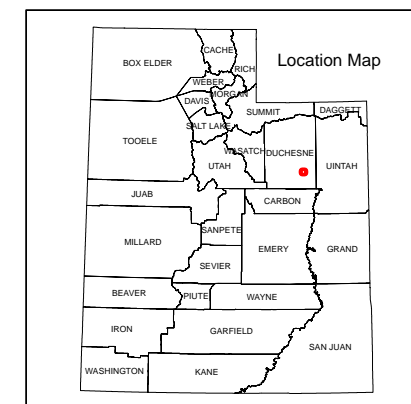 Location Map
CACHE
BOX ELDER
RICH
WEBER
MORGAN
DAVIS
SUMMIT
DAGGETT
SALT LAKE
TOOELE
WASATCH
DUCHESNE
UTAH
UINTAH
JUAB
CARBON
SANPETE
MILLARD
EMERY
GRAND
SEVIER
BEAVER
PIUTE
WAYNE
IRON
GARFIELD
SAN JUAN
WASHINGTON
KANE